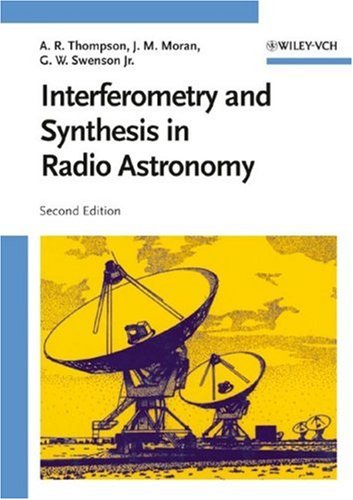 A. R. Thompson, J. M. Moran,
G. W. Swenson Jr.
WILEY-VCH
Interferometry and
Synthesis in
Radio Astronomy
Second Edition